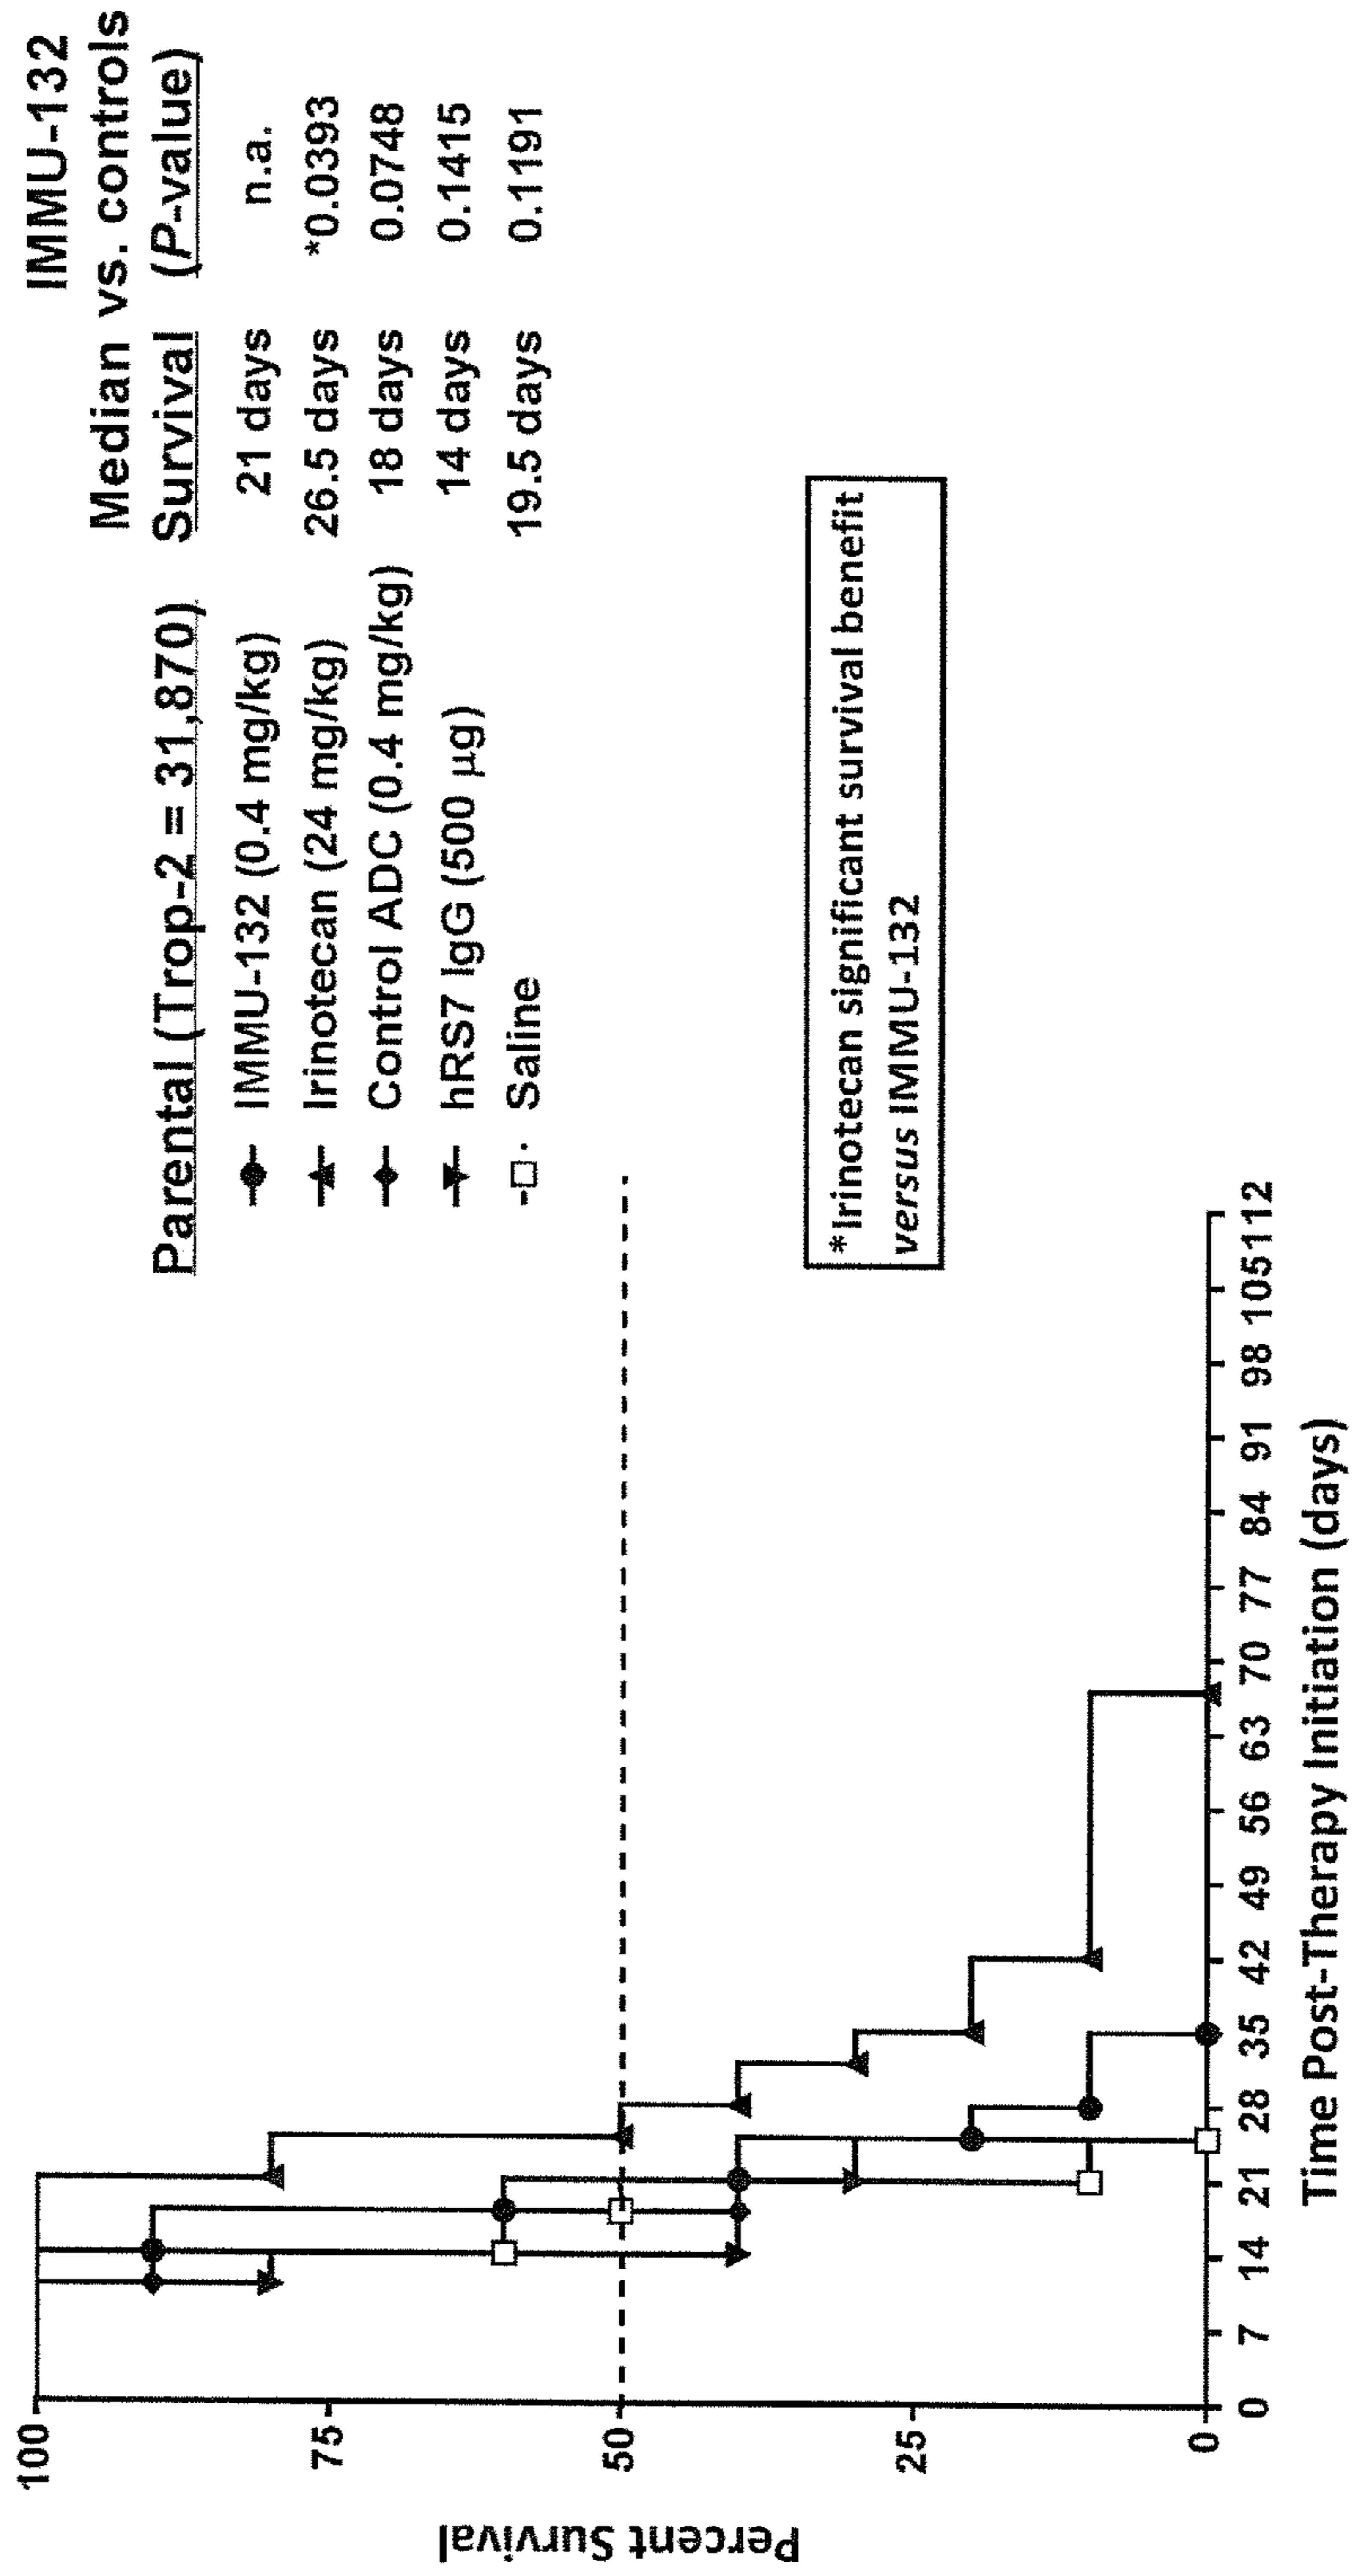 IMMU-132
Median vs. controls
Parental (Trop-2 = 31,870) Survival (P-value)
IMMU-132 (0.4 mg/kg) 21 days n.a.
Irinotecan (24 mg/kg) 26.5 days *0.0393
Control ADC (0.4 mg/kg) 18 days 0.0748
hRS7 IgG (500 µg) 14 days 0.1415
Saline 19.5 days 0.1191
*Irinotecan significant survival benefit
versus IMMU-132
Percent Survival
100
75
50
25
0
0 7 14 21 28 35 42 49 56 63 70 77 84 91 98 105 112
Time Post-Therapy Initiation (days)